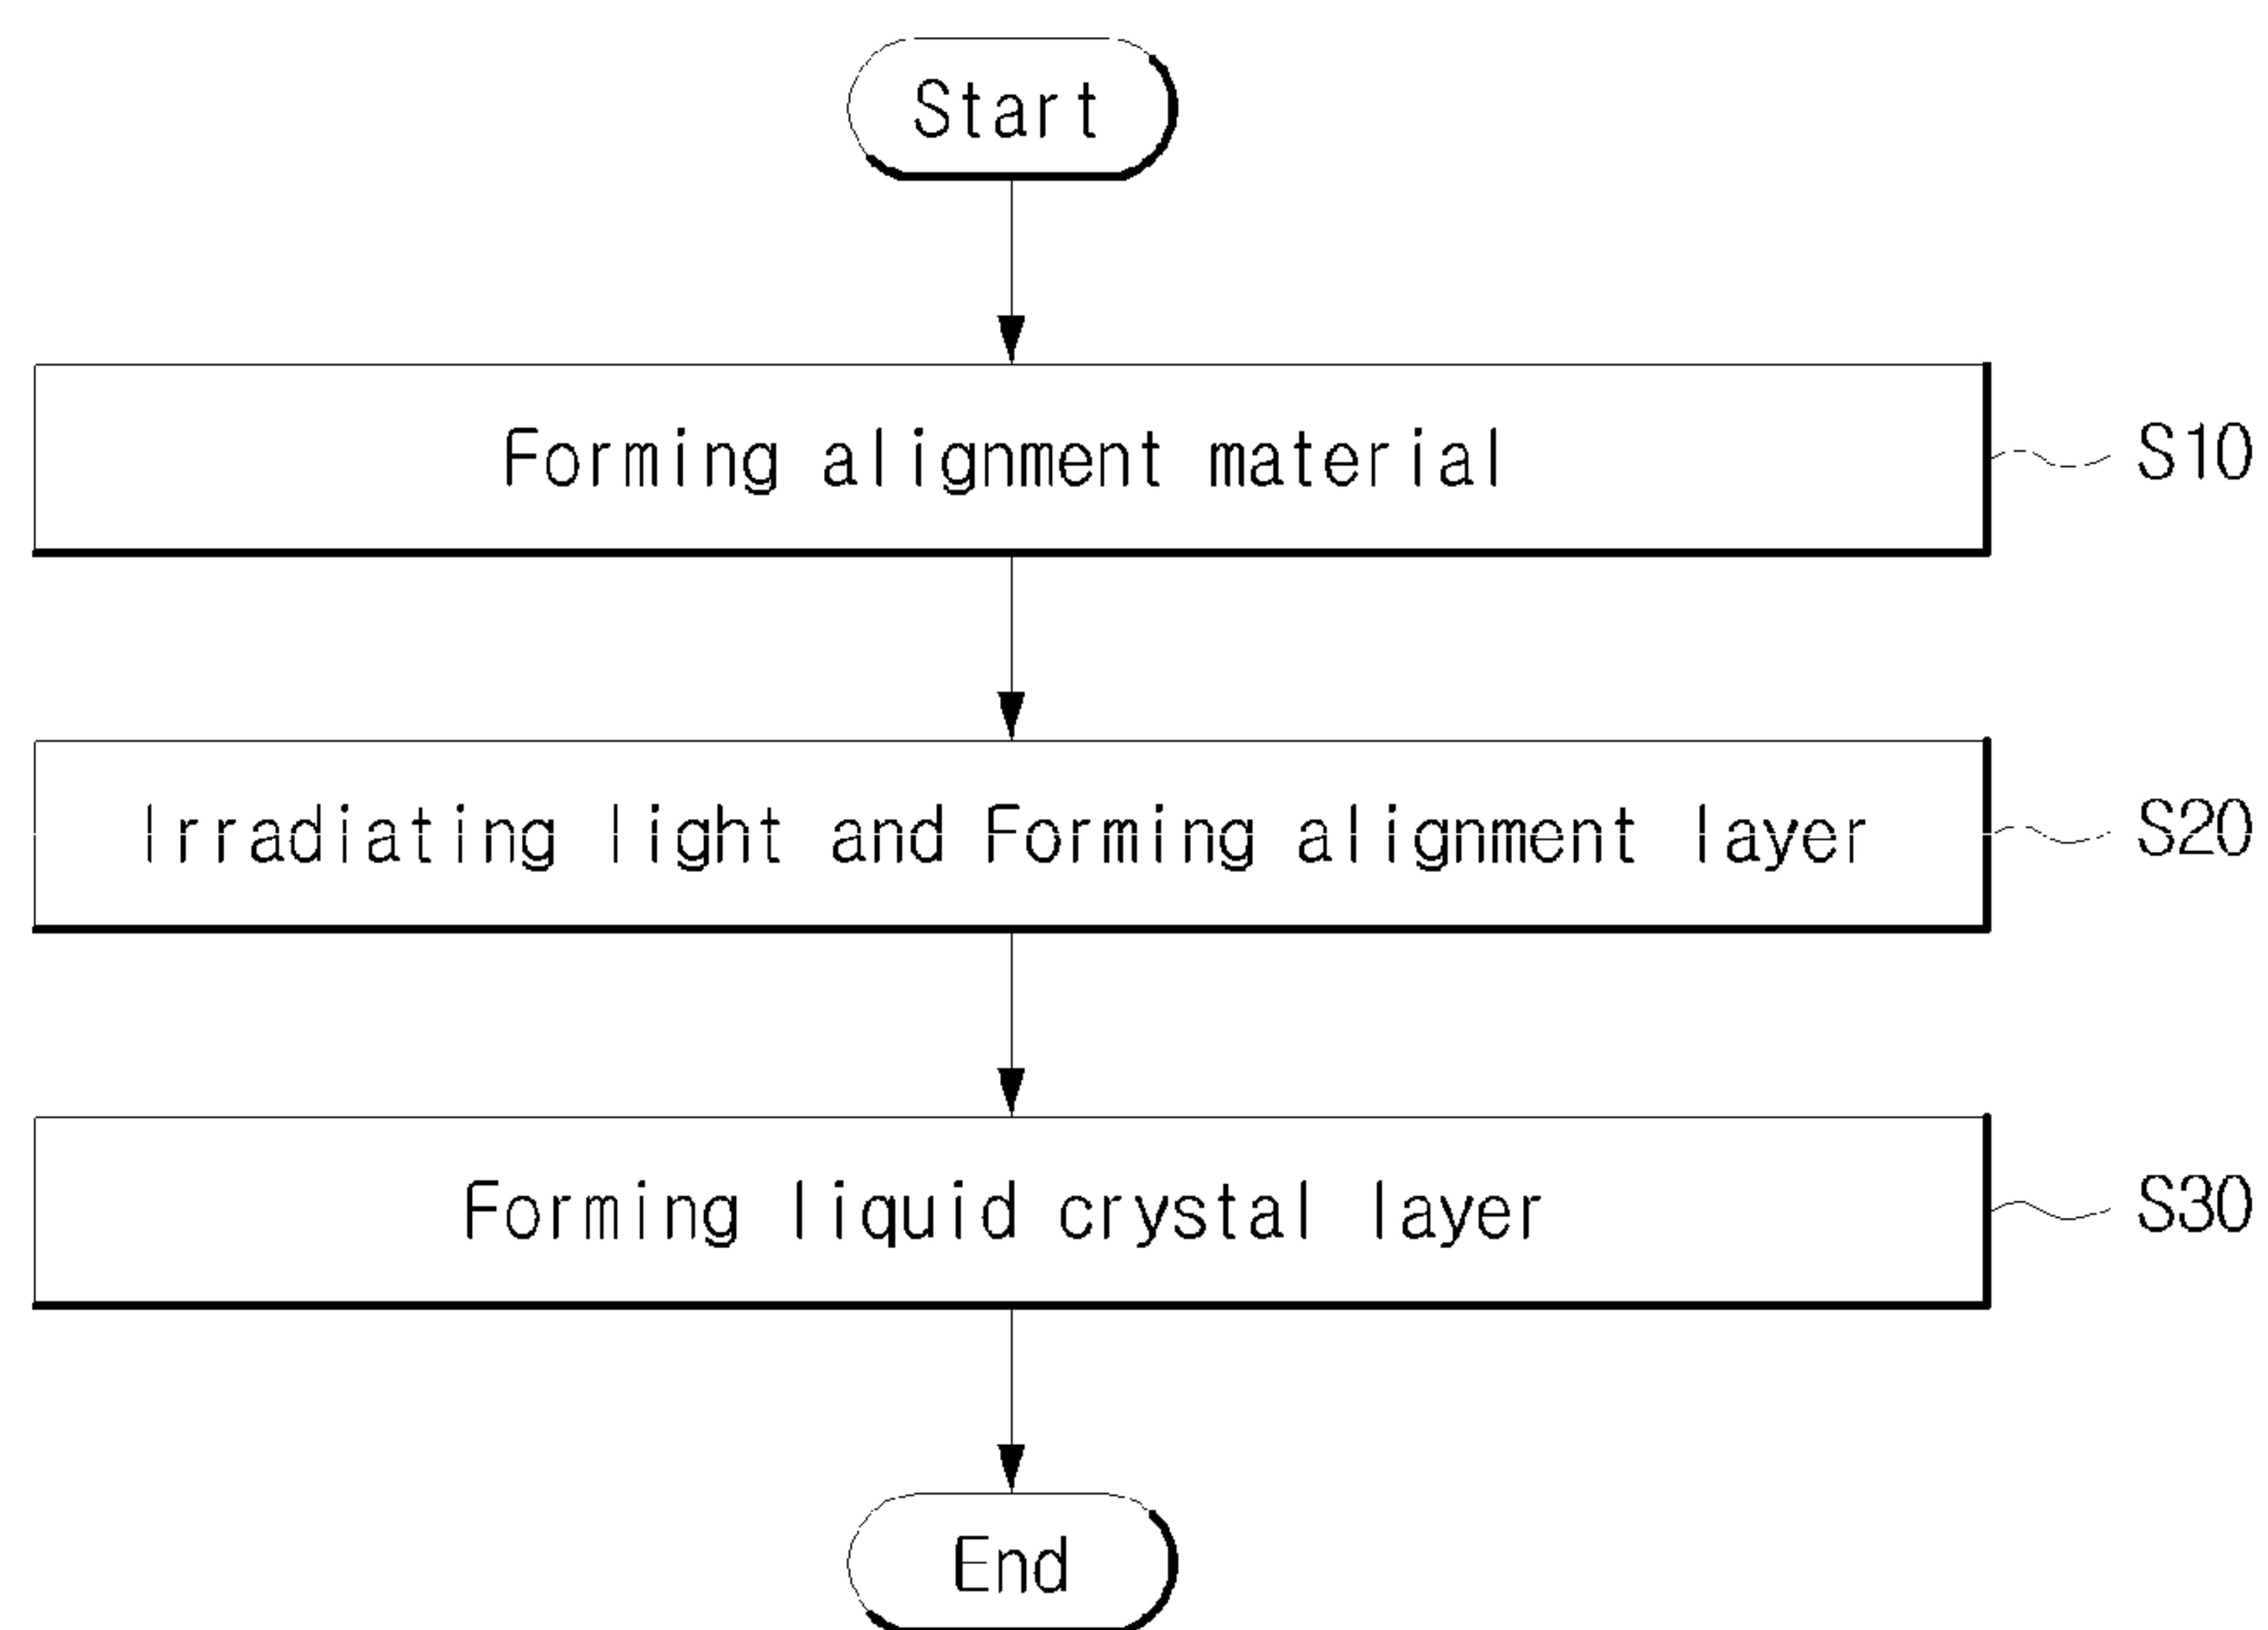 Start
Forming alignment material
S10
Irradiating light and Forming alignment layer
S20
Forming liquid crystal layer
S30
End